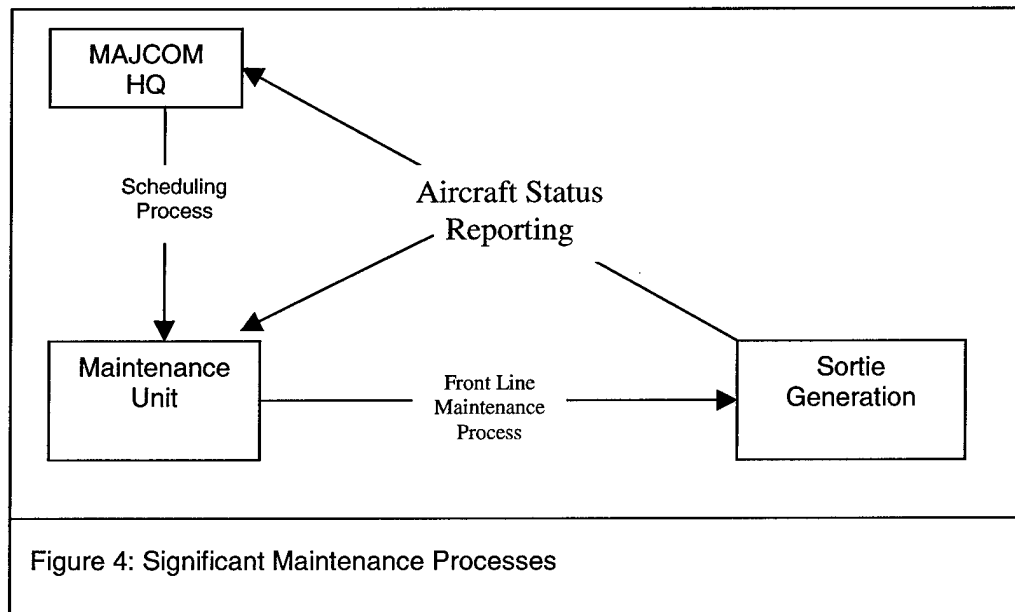 MAJCOM
HQ
Scheduling
Process
Aircraft Status
Reporting
Maintenance
Unit
Front Line
Maintenance
Process
Sortie
Generation
Figure 4: Significant Maintenance Processes